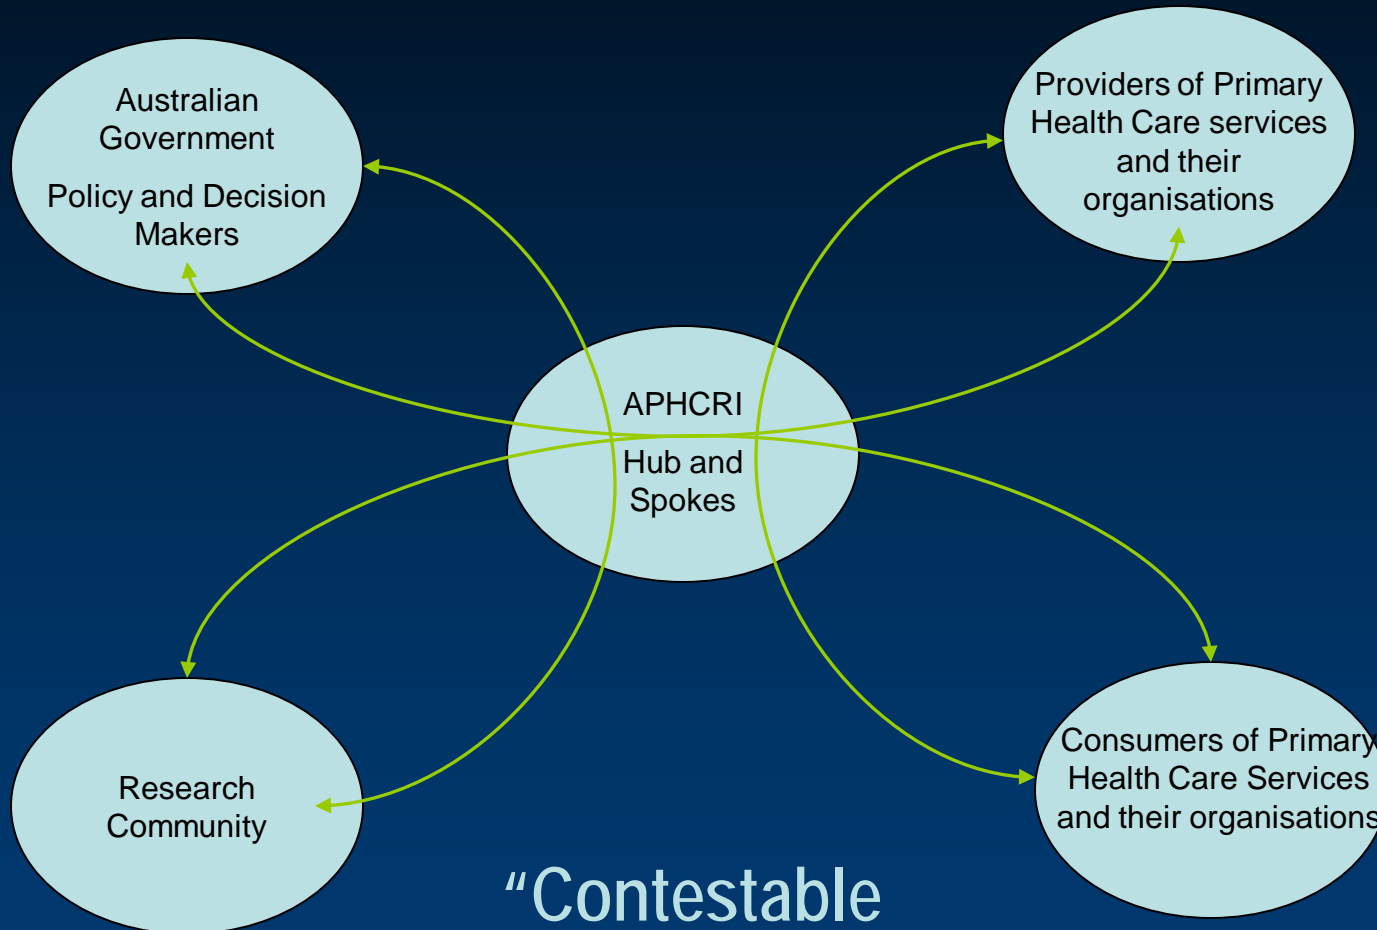 Australian
Government
Policy and Decision
Makers
Providers of Primary
Health Care services
and their
organisations
APHCRI
Hub and
Spokes
Research
Community
Consumers of Primary
Health Care Services
and their organisations
“Contestable